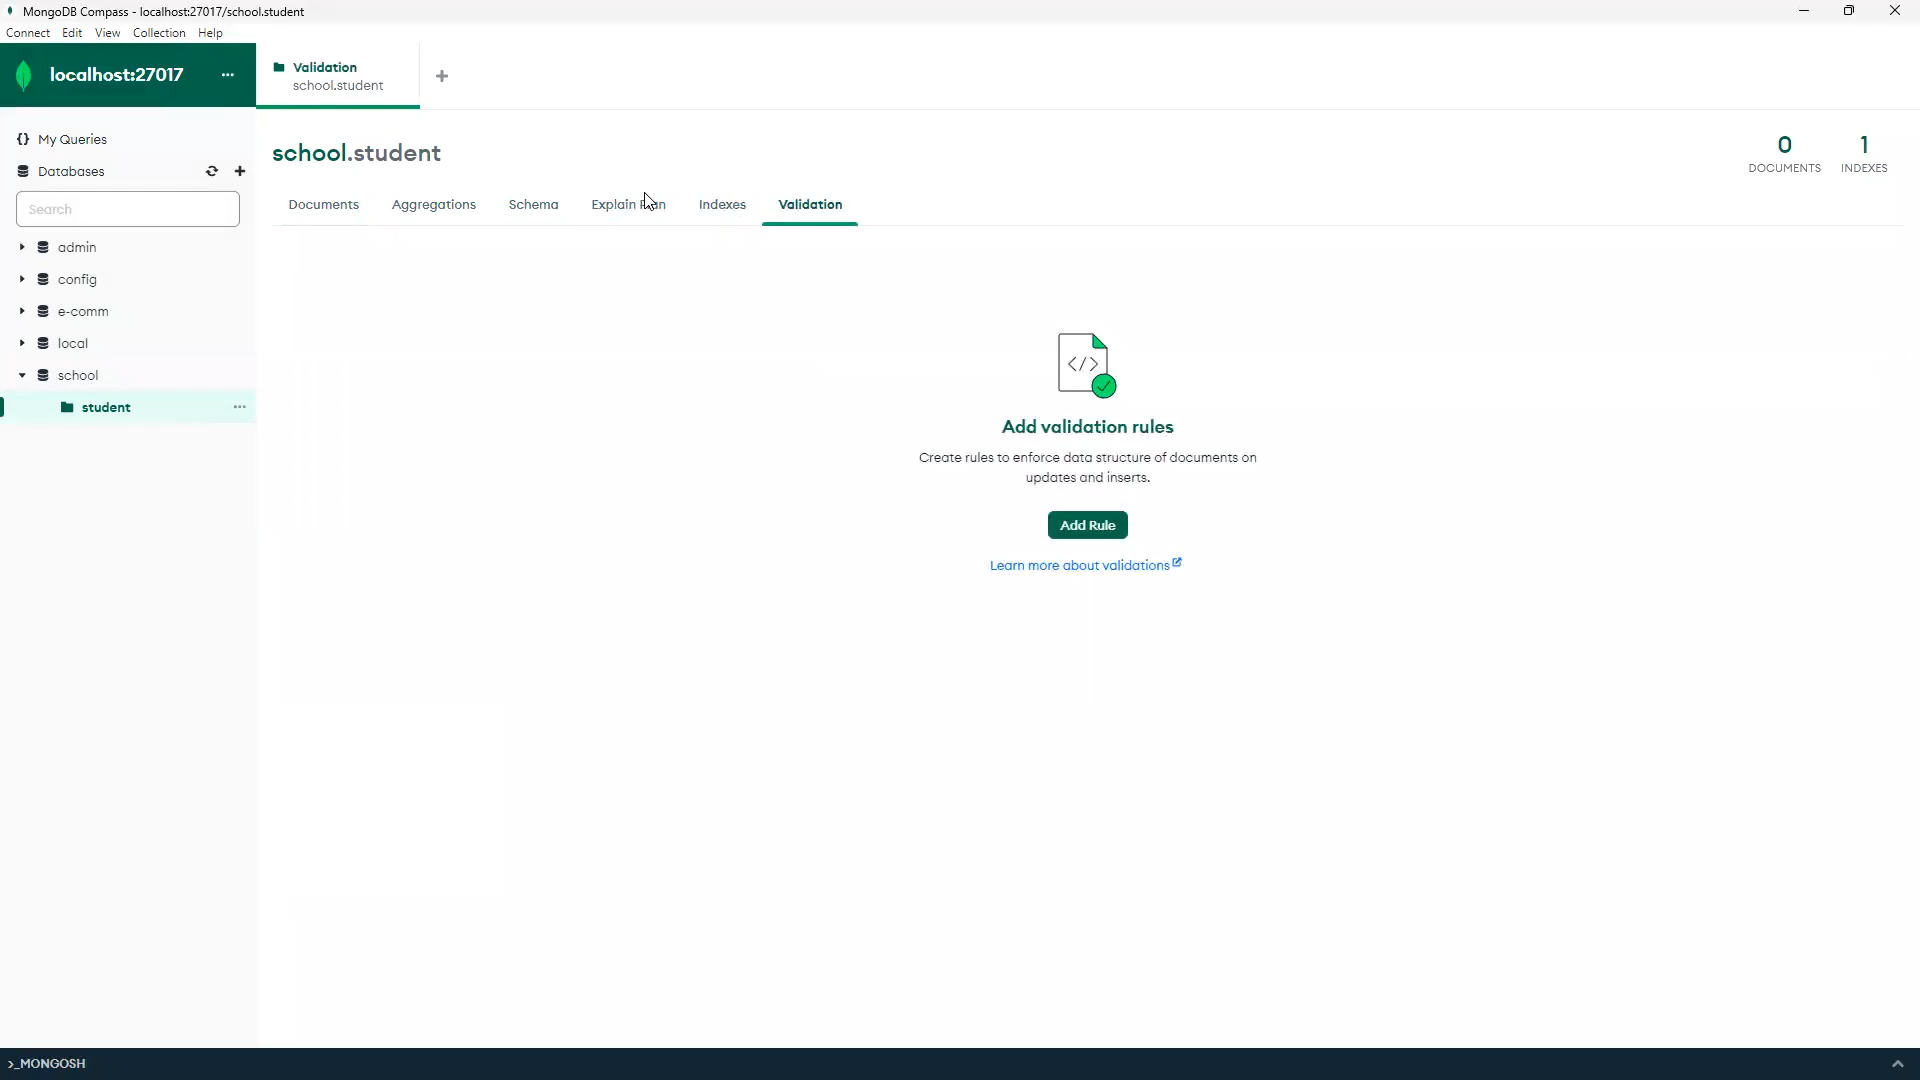 MongoDB Compass - localhost:27017/school.student
Connect Edit View Collection Help
localhost:27017 ...
Validation
school.student
+
{} My Queries
Databases
Search
admin
config
e-comm
local
school
student ...
school.student
0
DOCUMENTS
1
INDEXES
Documents Aggregations Schema Explain Indexes Validation
</>
Add validation rules
Create rules to enforce data structure of documents on
updates and inserts.
Add Rule
Learn more about validations
>_MONGOSH